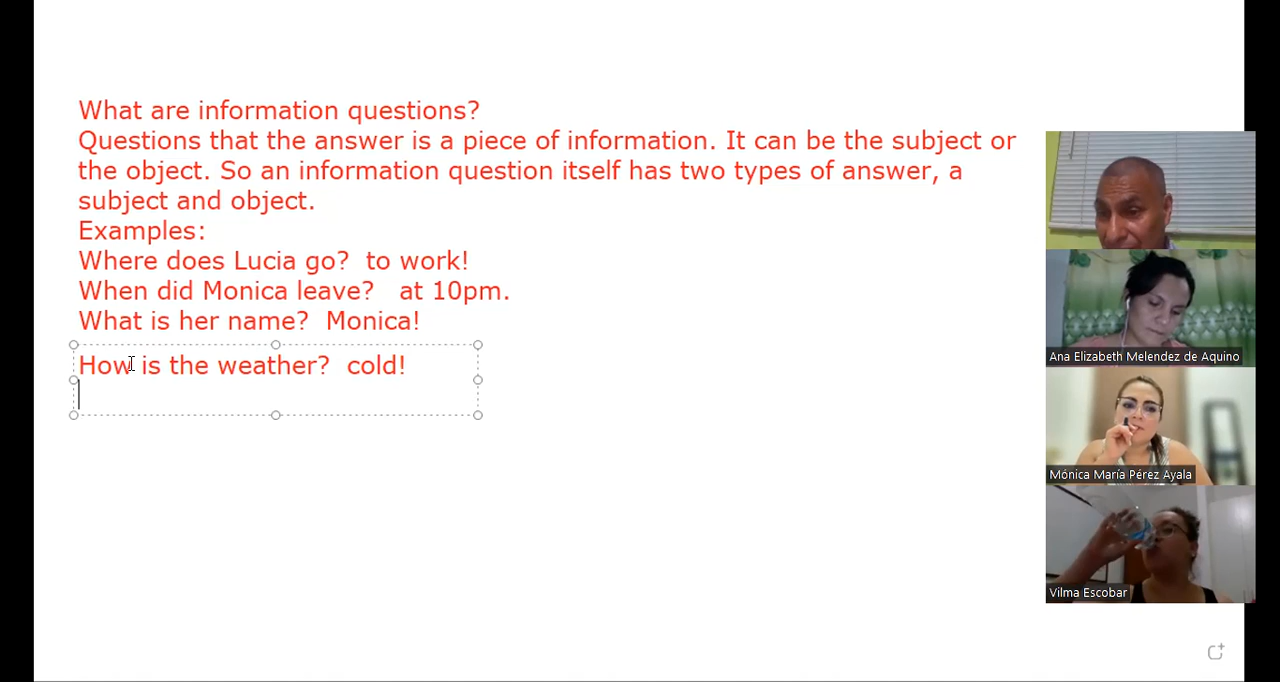 What are information questions?
Questions that the answer is a piece of information. It can be the subject or
the object. So an information question itself has two types of answer, a
subject and object.
Examples:
Where does Lucia go?  to work!
When did Monica leave?   at 10pm.
What is her name?  Monica!
How is the weather?  cold!
Ana Elizabeth Melendez de Aquino
Mónica María Pérez Ayala
Vilma Escobar